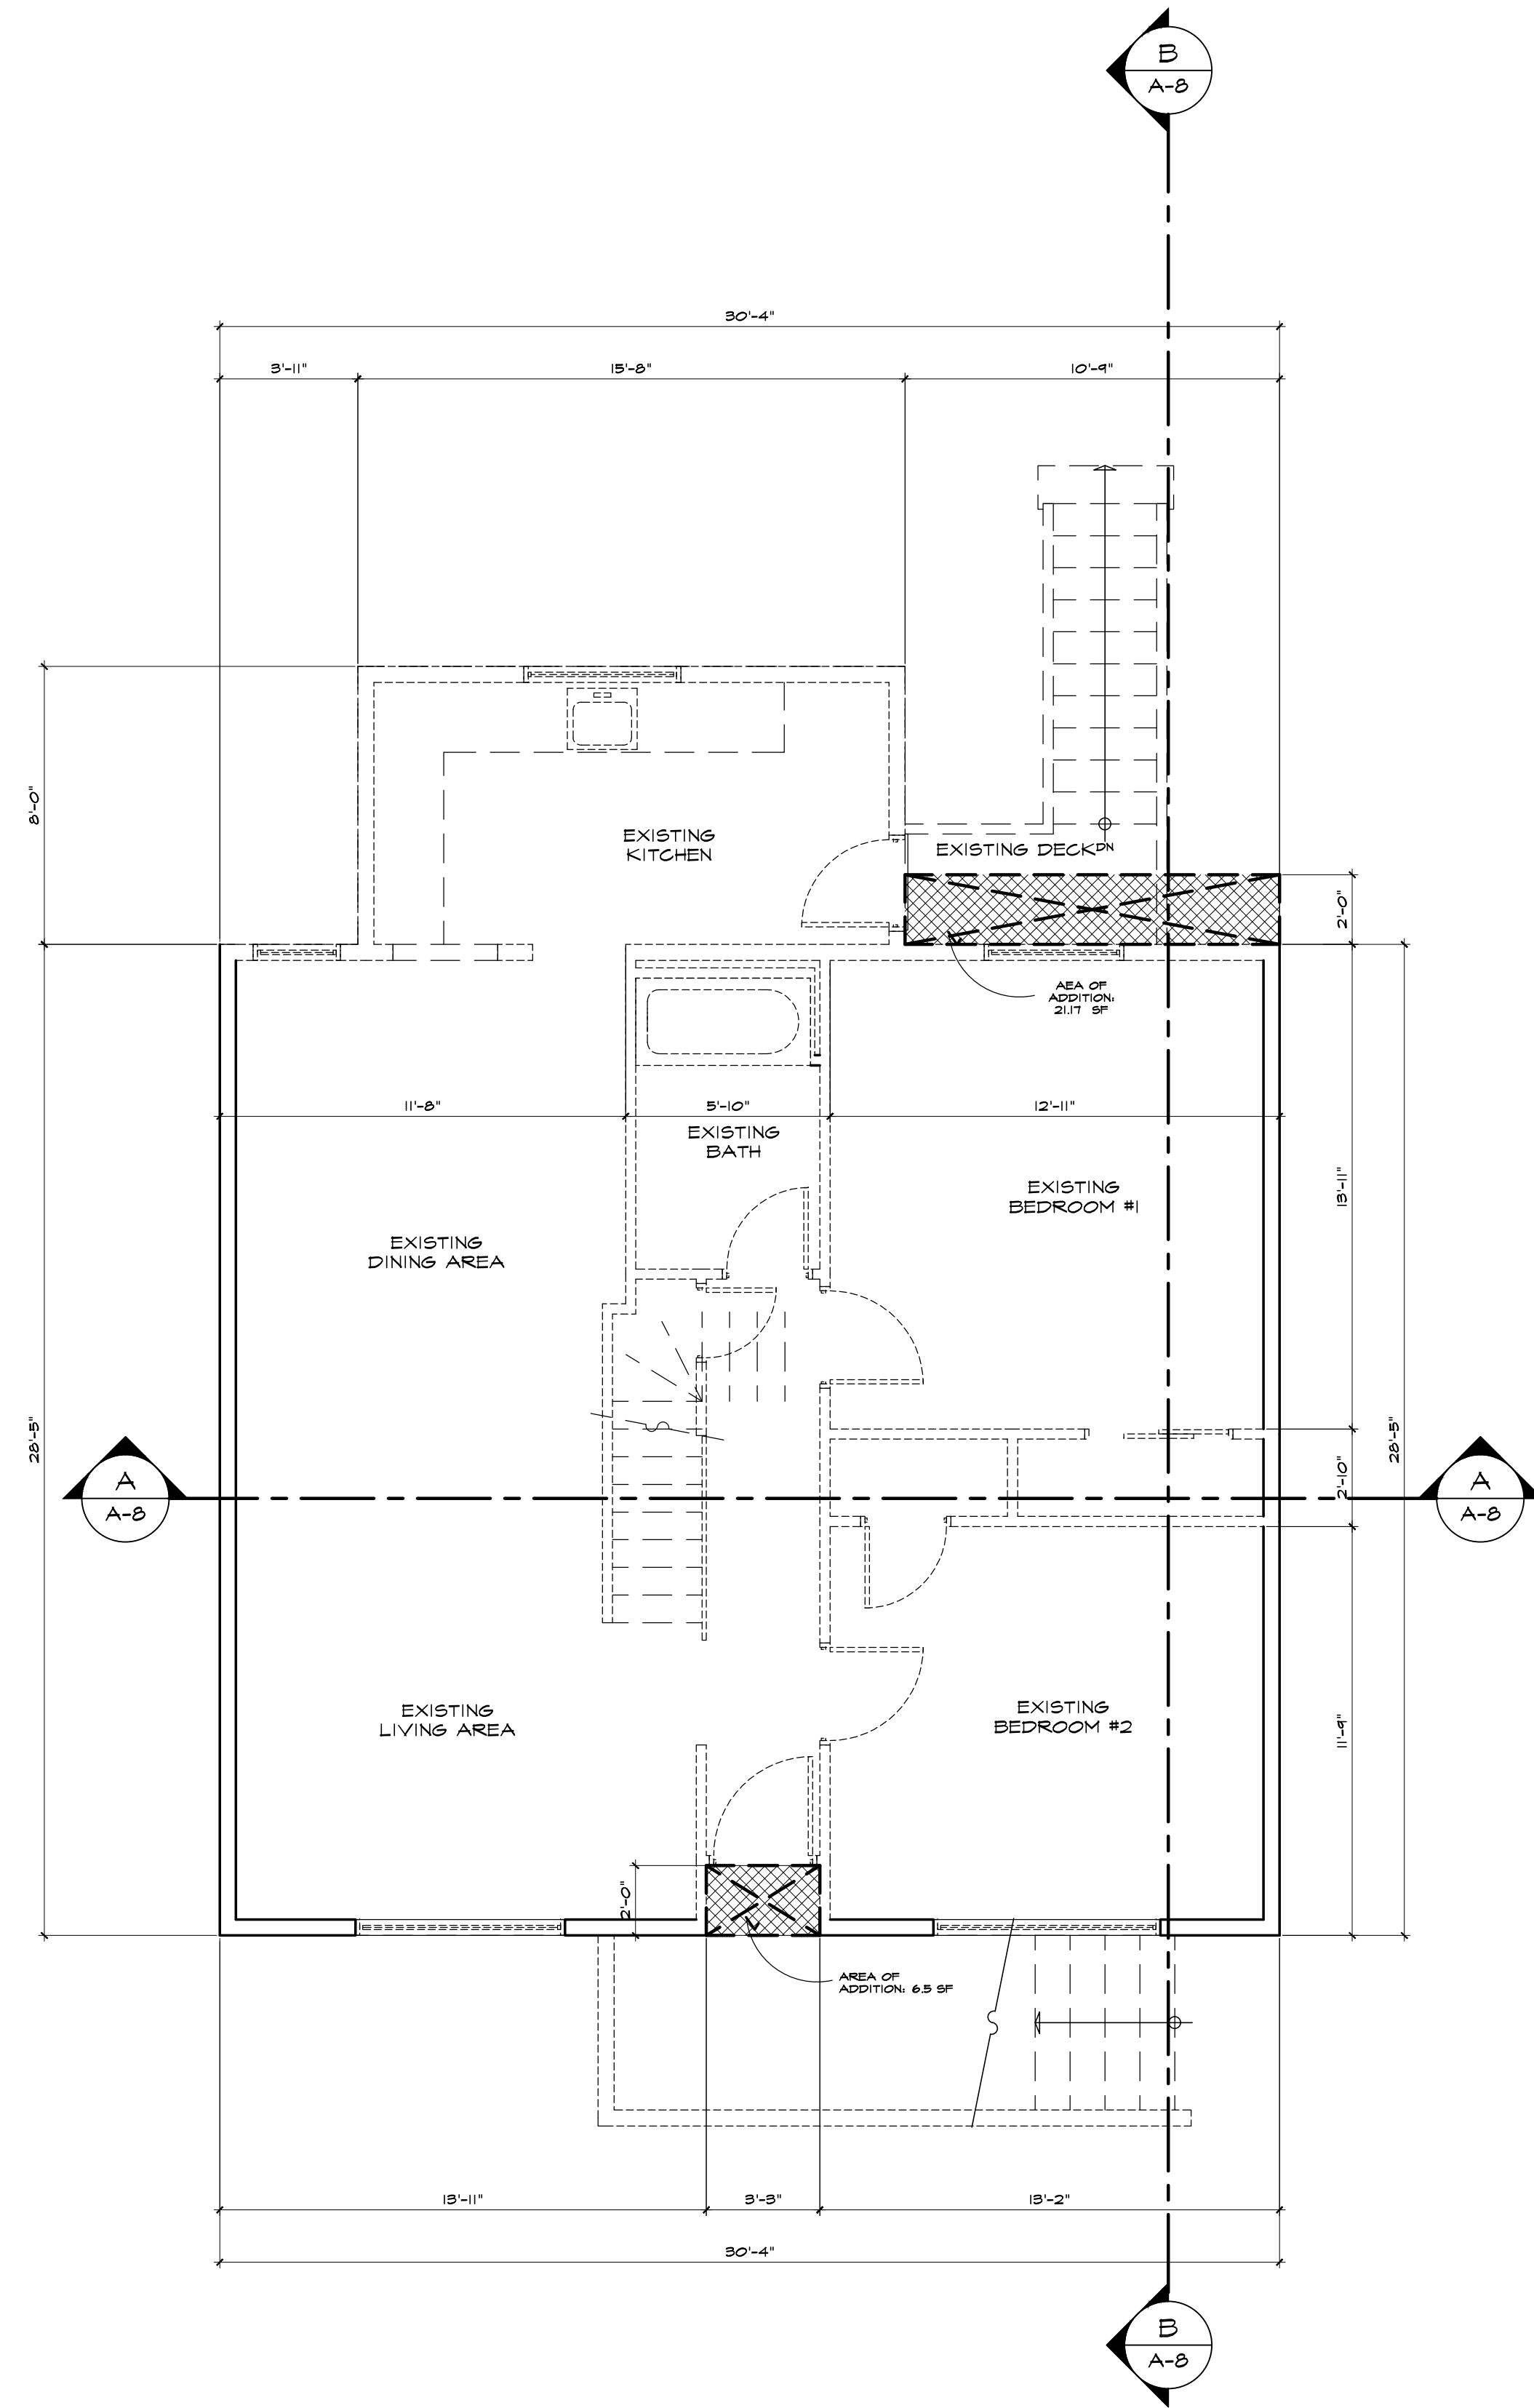 B
A-8
30'-4"
3'-11"
15'-8"
10'-9"
8'-0"
EXISTING
KITCHEN
EXISTING DECK
DN
2'-0"
AEA OF
ADDITION:
21.17 SF
11'-8"
5'-10"
12'-11"
EXISTING
BATH
EXISTING
BEDROOM #1
13'-11"
EXISTING
DINING AREA
28'-5"
28'-5"
A
A-8
2'-10"
A
A-8
EXISTING
LIVING AREA
EXISTING
BEDROOM #2
11'-9"
2'-0"
AREA OF
ADDITION: 6.5 SF
13'-11"
3'-3"
13'-2"
30'-4"
B
A-8